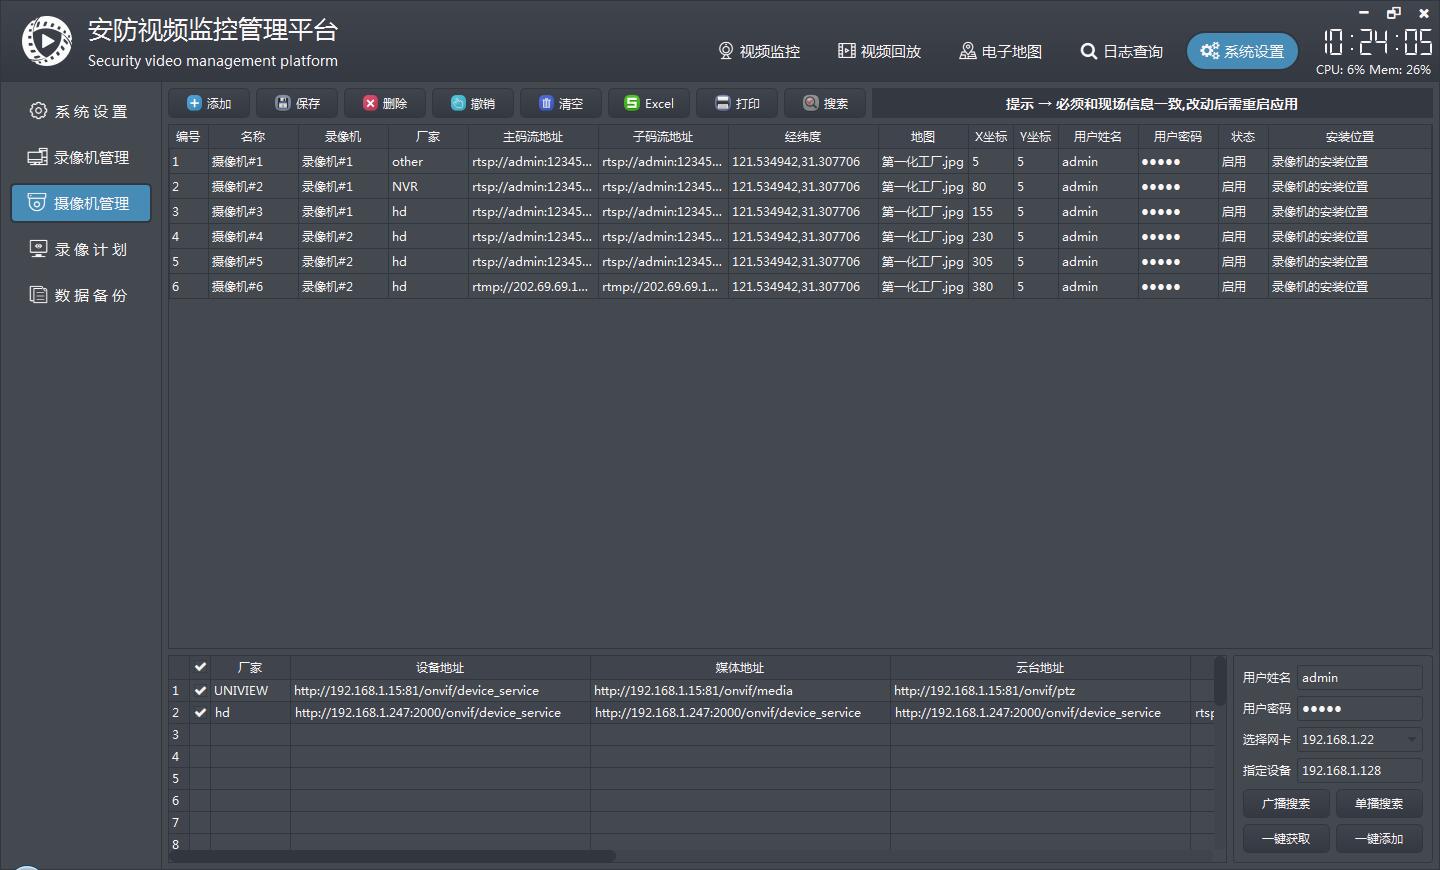 安防视频监控管理平台
Security video management platform
视频监控 视频回放 电子地图 日志查询 系统设置
10:24:05
CPU: 6% Mem: 26%
系统设置
录像机管理
摄像机管理
录像计划
数据备份
添加 保存 删除 撤销 清空 Excel 打印 搜索 提示 → 必须和现场信息一致,改动后需重启应用
编号 名称 录像机 厂家 主码流地址 子码流地址 经纬度 地图 X坐标 Y坐标 用户姓名 用户密码 状态 安装位置
1 摄像机#1 录像机#1 other rtsp://admin:12345... rtsp://admin:12345... 121.534942,31.307706 第一化工厂.jpg 5 5 admin ●●●●● 启用 录像机的安装位置
2 摄像机#2 录像机#1 NVR rtsp://admin:12345... rtsp://admin:12345... 121.534942,31.307706 第一化工厂.jpg 80 5 admin ●●●●● 启用 录像机的安装位置
3 摄像机#3 录像机#1 hd rtsp://admin:12345... rtsp://admin:12345... 121.534942,31.307706 第一化工厂.jpg 155 5 admin ●●●●● 启用 录像机的安装位置
4 摄像机#4 录像机#2 hd rtsp://admin:12345... rtsp://admin:12345... 121.534942,31.307706 第一化工厂.jpg 230 5 admin ●●●●● 启用 录像机的安装位置
5 摄像机#5 录像机#2 hd rtsp://admin:12345... rtsp://admin:12345... 121.534942,31.307706 第一化工厂.jpg 305 5 admin ●●●●● 启用 录像机的安装位置
6 摄像机#6 录像机#2 hd rtmp://202.69.69.1... rtmp://202.69.69.1... 121.534942,31.307706 第一化工厂.jpg 380 5 admin ●●●●● 启用 录像机的安装位置
厂家 设备地址 媒体地址 云台地址
1 UNIVIEW http://192.168.1.15:81/onvif/device_service http://192.168.1.15:81/onvif/media http://192.168.1.15:81/onvif/ptz
2 hd http://192.168.1.247:2000/onvif/device_service http://192.168.1.247:2000/onvif/device_service http://192.168.1.247:2000/onvif/device_service rtsp
3
4
5
6
7
8
用户姓名 admin
用户密码 ●●●●●
选择网卡 192.168.1.22
指定设备 192.168.1.128
广播搜索 单播搜索
一键获取 一键添加